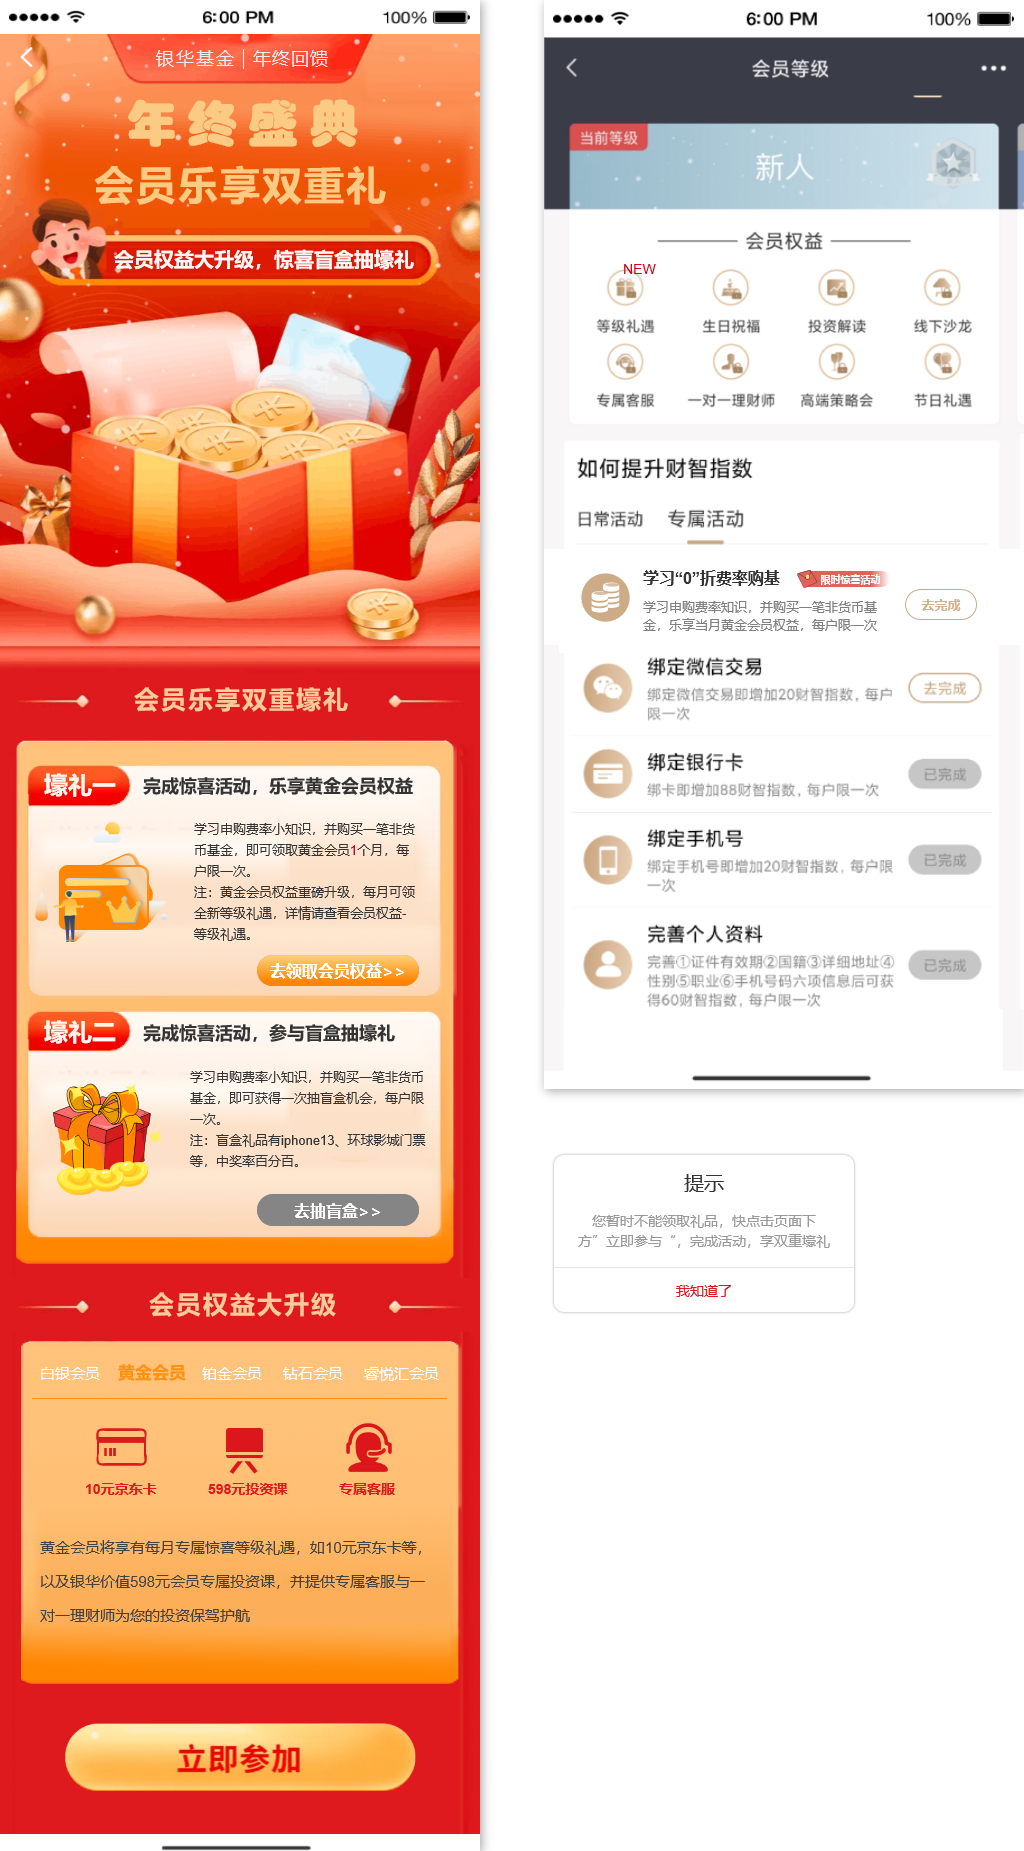 6:00 PM
100%
银华基金 | 年终回馈
年终盛典
会员乐享双重礼
会员权益大升级，惊喜盲盒抽壕礼
会员乐享双重壕礼
壕礼一
完成惊喜活动，乐享黄金会员权益
学习申购费率小知识，并购买一笔非货
币基金，即可领取黄金会员1个月，每
户限一次。
注：黄金会员权益重磅升级，每月可领
全新等级礼遇，详情请查看会员权益-
等级礼遇。
去领取会员权益>>
壕礼二
完成惊喜活动，参与盲盒抽壕礼
学习申购费率小知识，并购买一笔非货币
基金，即可获得一次抽盲盒机会，每户限
一次。
注：盲盒礼品有iphone13、环球影城门票
等，中奖率百分百。
去抽盲盒>>
会员权益大升级
白银会员 黄金会员 铂金会员 钻石会员 睿悦汇会员
10元京东卡 598元投资课 专属客服
黄金会员将享有每月专属惊喜等级礼遇，如10元京东卡等，
以及银华价值598元会员专属投资课，并提供专属客服与一
对一理财师为您的投资保驾护航
立即参加
6:00 PM
100%
会员等级
当前等级
新人
会员权益
NEW
等级礼遇 生日祝福 投资解读 线下沙龙
专属客服 一对一理财师 高端策略会 节日礼遇
如何提升财智指数
日常活动 专属活动
学习“0”折费率购基
限时惊喜活动
学习申购费率知识，并购买一笔非货币基
金，乐享当月黄金会员权益，每户限一次
去完成
绑定微信交易
绑定微信交易即增加20财智指数，每户
限一次
去完成
绑定银行卡
绑卡即增加88财智指数，每户限一次
已完成
绑定手机号
绑定手机号即增加20财智指数，每户限
一次
已完成
完善个人资料
完善①证件有效期②国籍③详细地址④
性别⑤职业⑥手机号码六项信息后可获
得60财智指数，每户限一次
已完成
提示
您暂时不能领取礼品，快点击页面下
方”立即参与“，完成活动，享双重壕礼
我知道了